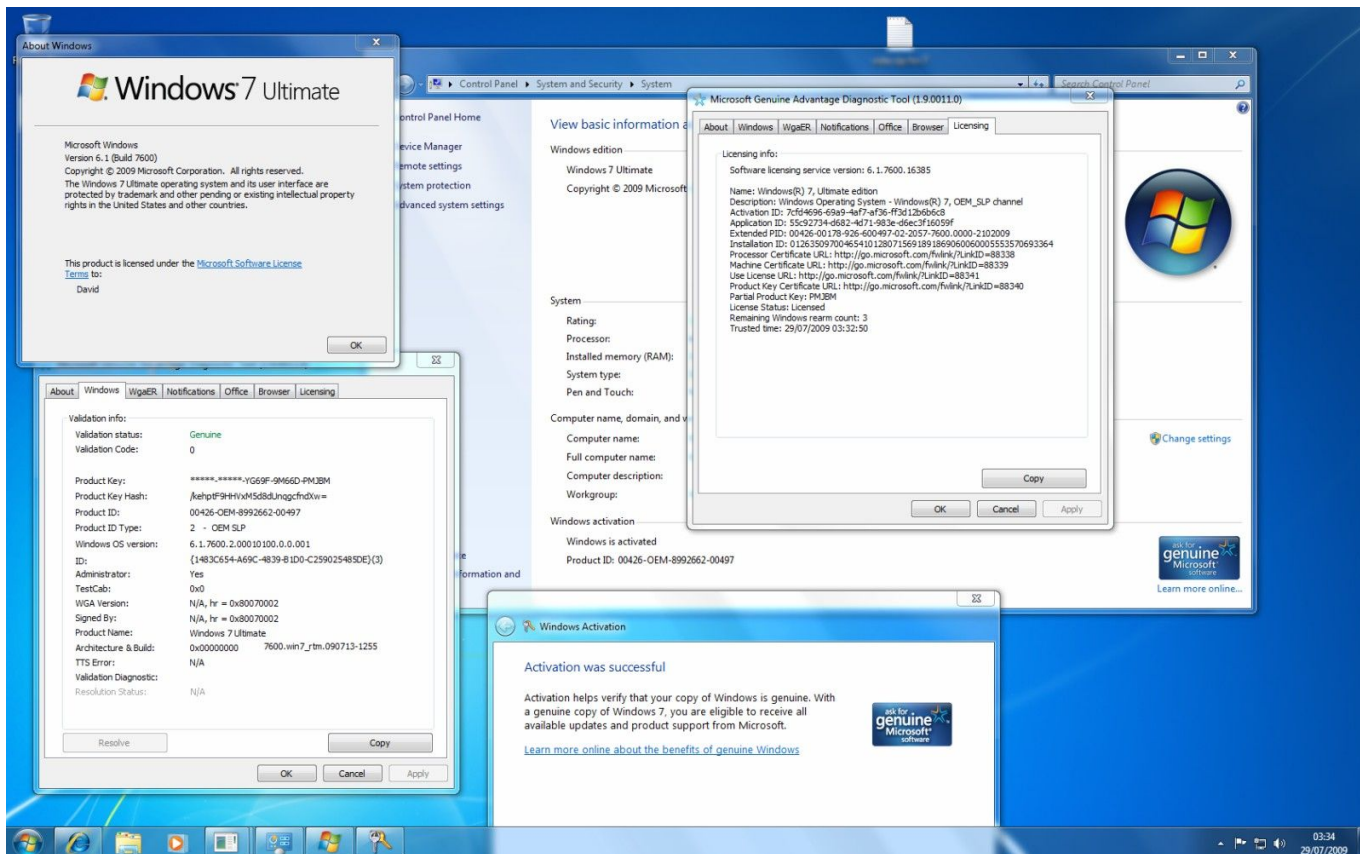 About Windows
Windows 7 Ultimate
Microsoft Windows
Version 6.1 (Build 7600)
Copyright © 2009 Microsoft Corporation. All rights reserved.
The Windows 7 Ultimate operating system and its user interface are
protected by trademark and other pending or existing intellectual property
rights in the United States and other countries.
This product is licensed under the Microsoft Software License
Terms to:
David
OK
Control Panel ▸ System and Security ▸ System
Search Control Panel
ontrol Panel Home
evice Manager
emote settings
ystem protection
dvanced system settings
View basic information a
Windows edition
Windows 7 Ultimate
Copyright © 2009 Microsoft
System
Rating:
Processor:
Installed memory (RAM):
System type:
Pen and Touch:
Computer name, domain, and w
Computer name:
Full computer name:
Computer description:
Workgroup:
Change settings
Windows activation
Windows is activated
Product ID: 00426-OEM-8992662-00497
ask for
genuine
Microsoft
software
Learn more online...
formation and
Microsoft Genuine Advantage Diagnostic Tool (1.9.0011.0)
About Windows WgaER Notifications Office Browser Licensing
Licensing info:
Software licensing service version: 6.1.7600.16385
Name: Windows(R) 7, Ultimate edition
Description: Windows Operating System - Windows(R) 7, OEM_SLP channel
Activation ID: 7cfd4696-69a9-4af7-af36-ff3d12b6b6c8
Application ID: 55c92734-d682-4d71-983e-d6ec3f16059f
Extended PID: 00426-00178-926-600497-02-2057-7600.0000-2102009
Installation ID: 012635097004654101280715691891869060060005553570693364
Processor Certificate URL: http://go.microsoft.com/fwlink/?LinkID=88338
Machine Certificate URL: http://go.microsoft.com/fwlink/?LinkID=88339
Use License URL: http://go.microsoft.com/fwlink/?LinkID=88341
Product Key Certificate URL: http://go.microsoft.com/fwlink/?LinkID=88340
Partial Product Key: PMJBM
License Status: Licensed
Remaining Windows rearm count: 3
Trusted time: 29/07/2009 03:32:50
Copy
OK Cancel Apply
About Windows WgaER Notifications Office Browser Licensing
Validation info:
Validation status: Genuine
Validation Code: 0
Product Key: *****-*****-YG69F-9M66D-PMJBM
Product Key Hash: /kehptF9HHVxM5d8dUnqgcfndXw=
Product ID: 00426-OEM-8992662-00497
Product ID Type: 2 - OEM SLP
Windows OS version: 6.1.7600.2.00010100.0.0.001
ID: {1483C654-A69C-4839-B1D0-C259025485DE}(3)
Administrator: Yes
TestCab: 0x0
WGA Version: N/A, hr = 0x80070002
Signed By: N/A, hr = 0x80070002
Product Name: Windows 7 Ultimate
Architecture & Build: 0x00000000 7600.win7_rtm.090713-1255
TTS Error: N/A
Validation Diagnostic:
Resolution Status: N/A
Resolve Copy
OK Cancel Apply
Windows Activation
Activation was successful
Activation helps verify that your copy of Windows is genuine. With
a genuine copy of Windows 7, you are eligible to receive all
available updates and product support from Microsoft.
Learn more online about the benefits of genuine Windows
ask for
genuine
Microsoft
software
03:34
29/07/2009